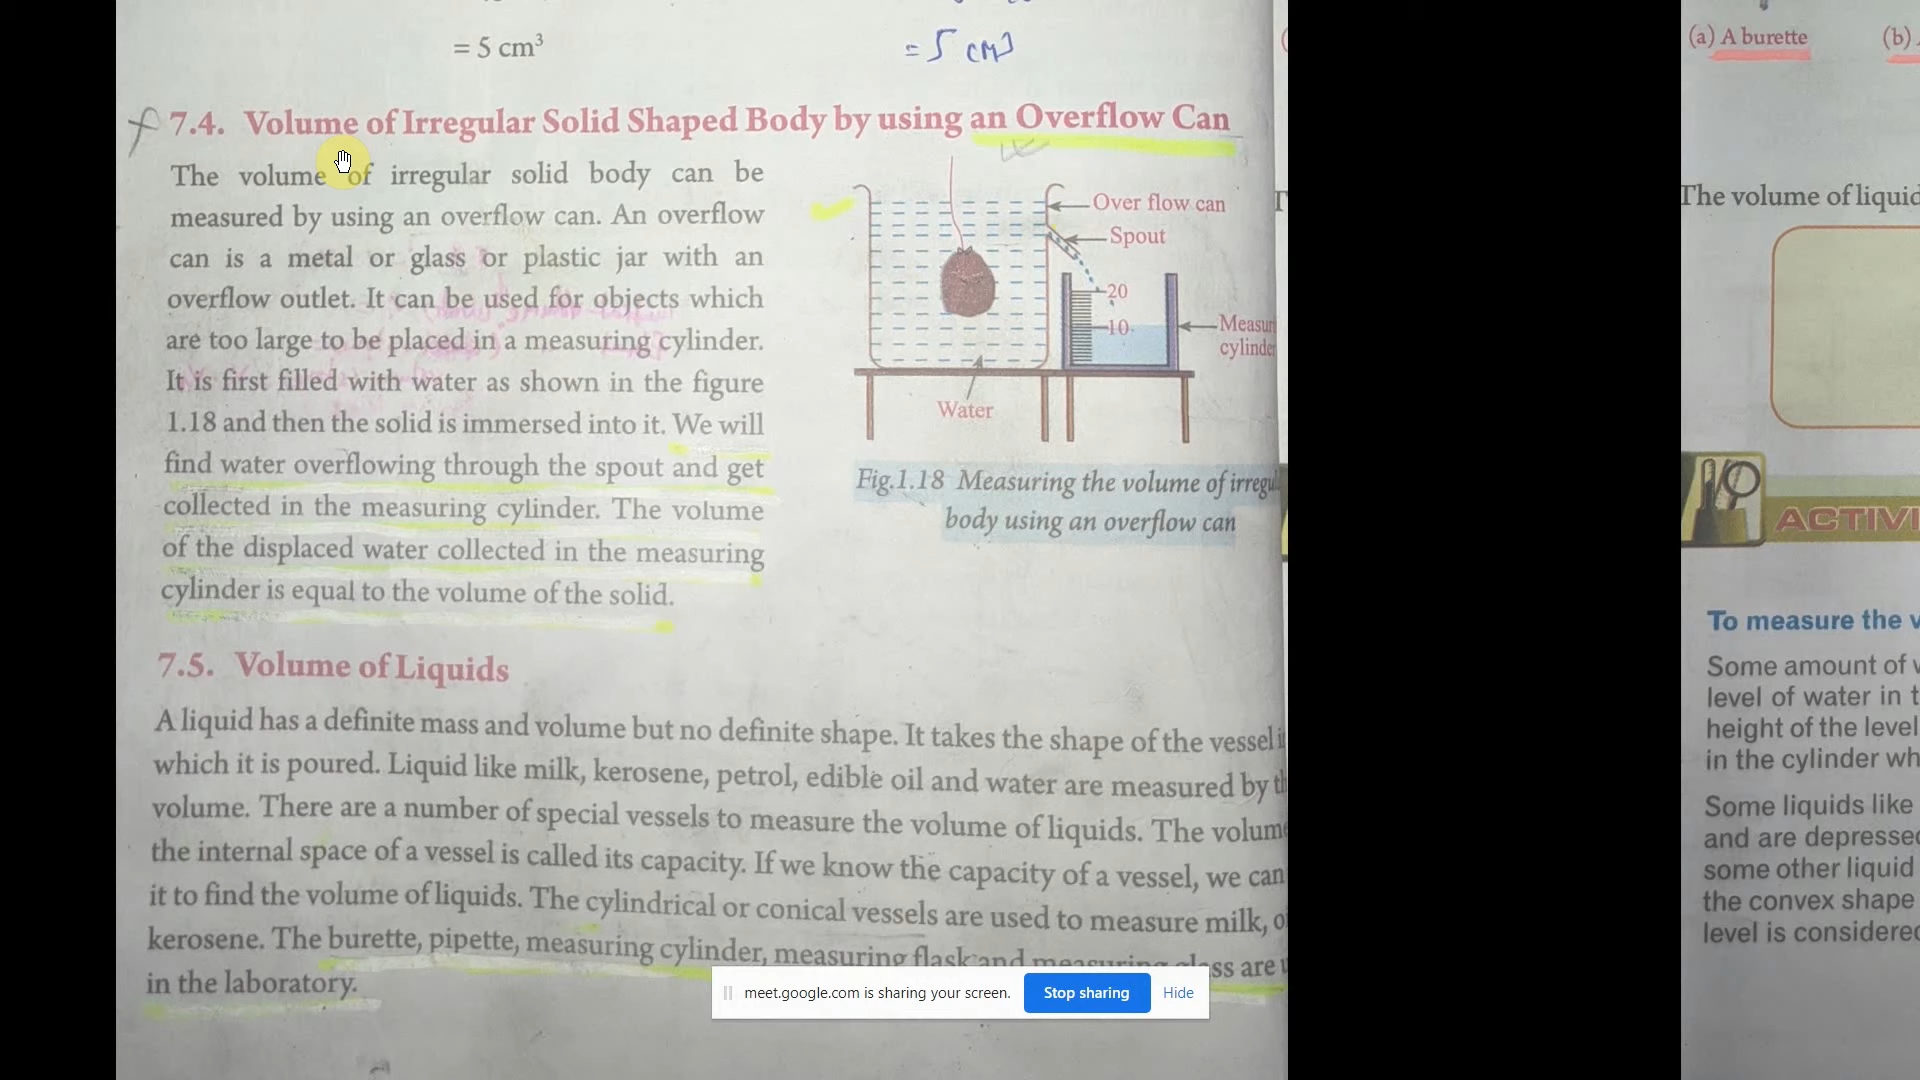 = 5 cm³
= 5 cm³
7.4. Volume of Irregular Solid Shaped Body by using an Overflow Can
The volume of irregular solid body can be
measured by using an overflow can. An overflow
can is a metal or glass or plastic jar with an
overflow outlet. It can be used for objects which
are too large to be placed in a measuring cylinder.
It is first filled with water as shown in the figure
1.18 and then the solid is immersed into it. We will
find water overflowing through the spout and get
collected in the measuring cylinder. The volume
of the displaced water collected in the measuring
cylinder is equal to the volume of the solid.
Over flow can
Spout
20
10
cylinder
Water
Fig.1.18 Measuring the volume of
body using an overflow can
7.5. Volume of Liquids
A liquid has a definite mass and volume but no definite shape. It takes the shape of the vessel
which it is poured. Liquid like milk, kerosene, petrol, edible oil and water are measured by
volume. There are a number of special vessels to measure the volume of liquids. The
the internal space of a vessel is called its capacity. If we know the capacity of a vessel, we can
it to find the volume of liquids. The cylindrical or conical vessels are used to measure milk,
kerosene. The burette, pipette, measuring cylinder, measuring flask and measuring glass are
in the laboratory.
meet.google.com is sharing your screen.
Stop sharing
Hide
(a) A burette
(b)
The volume of
To measure the
Some amount of
level of water in
height of the level
in the cylinder
Some liquids like
and are
some other liquid
the convex shape
level is